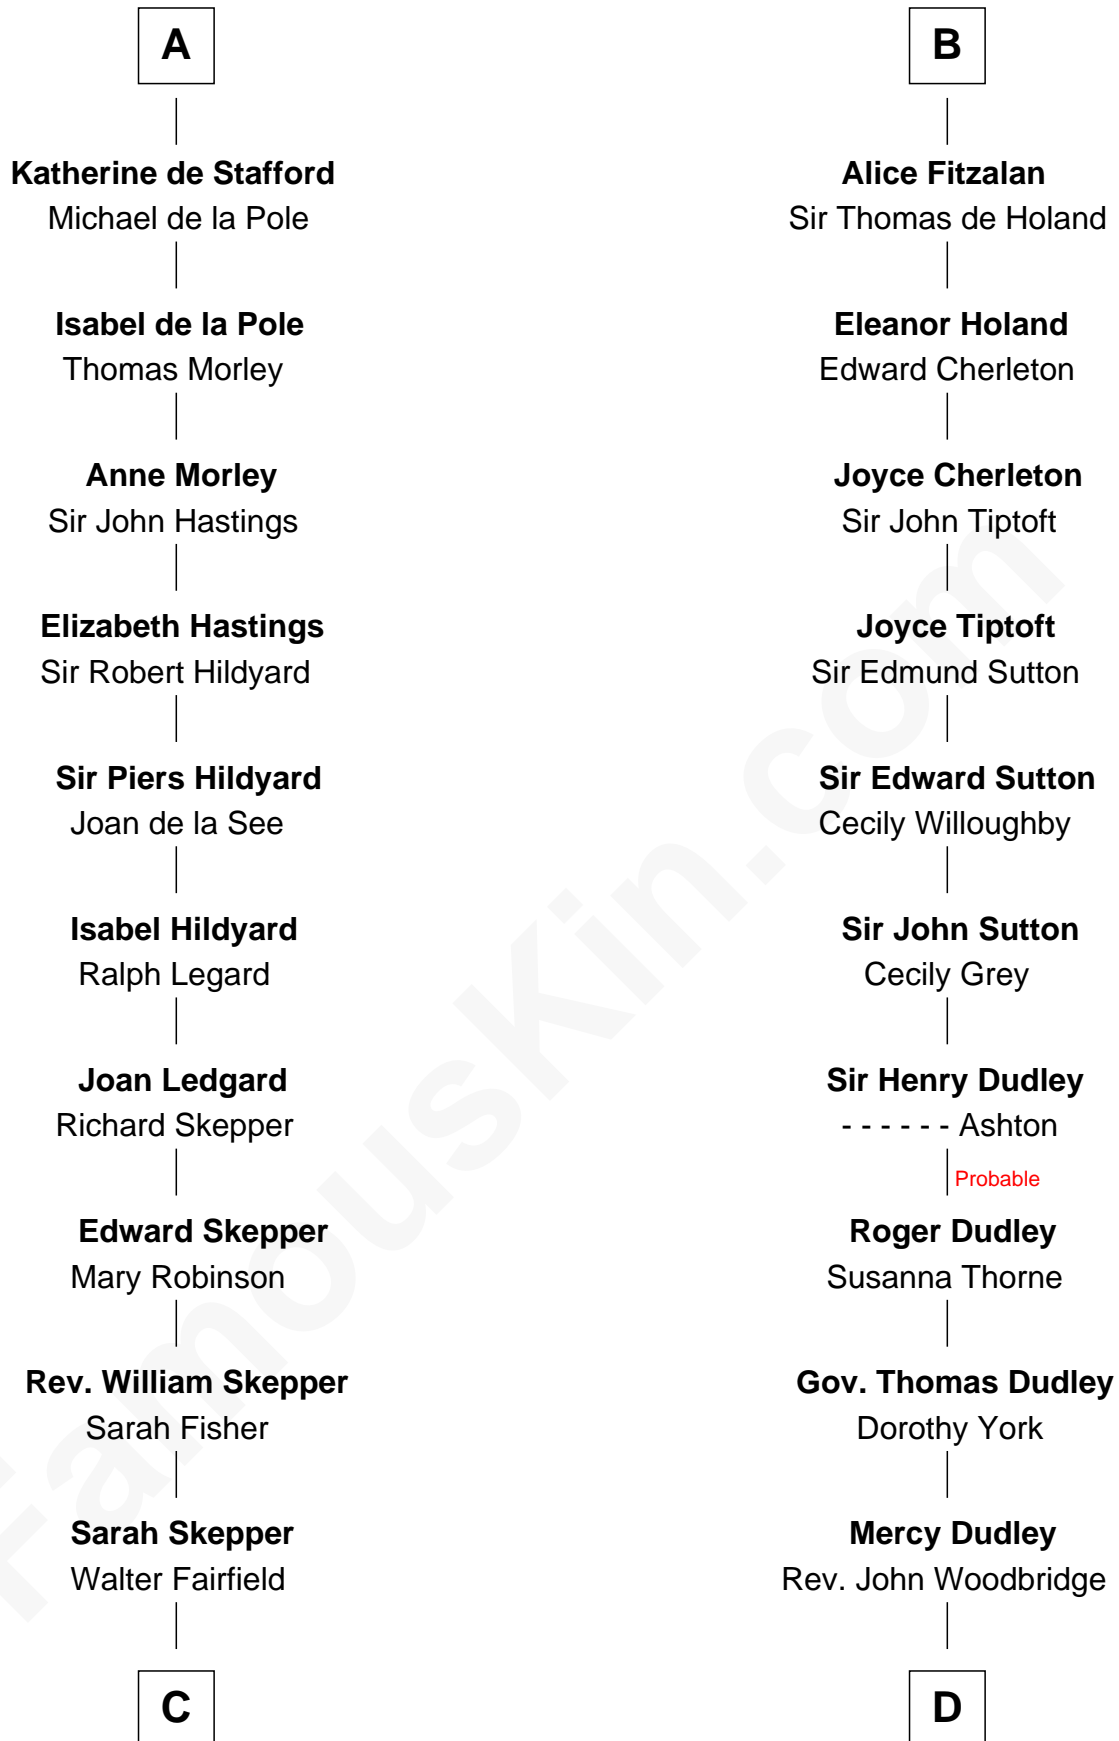 A
Katherine de Stafford
Michael de la Pole
Isabel de la Pole
Thomas Morley
Anne Morley
Sir John Hastings
Elizabeth Hastings
Sir Robert Hildyard
Sir Piers Hildyard
Joan de la See
Isabel Hildyard
Ralph Legard
Joan Ledgard
Richard Skepper
Edward Skepper
Mary Robinson
Rev. William Skepper
Sarah Fisher
Sarah Skepper
Walter Fairfield
C
B
Alice Fitzalan
Sir Thomas de Holand
Eleanor Holand
Edward Cherleton
Joyce Cherleton
Sir John Tiptoft
Joyce Tiptoft
Sir Edmund Sutton
Sir Edward Sutton
Cecily Willoughby
Sir John Sutton
Cecily Grey
Sir Henry Dudley
- - - - - - Ashton
Probable
Roger Dudley
Susanna Thorne
Gov. Thomas Dudley
Dorothy York
Mercy Dudley
Rev. John Woodbridge
D
FamousKin.com